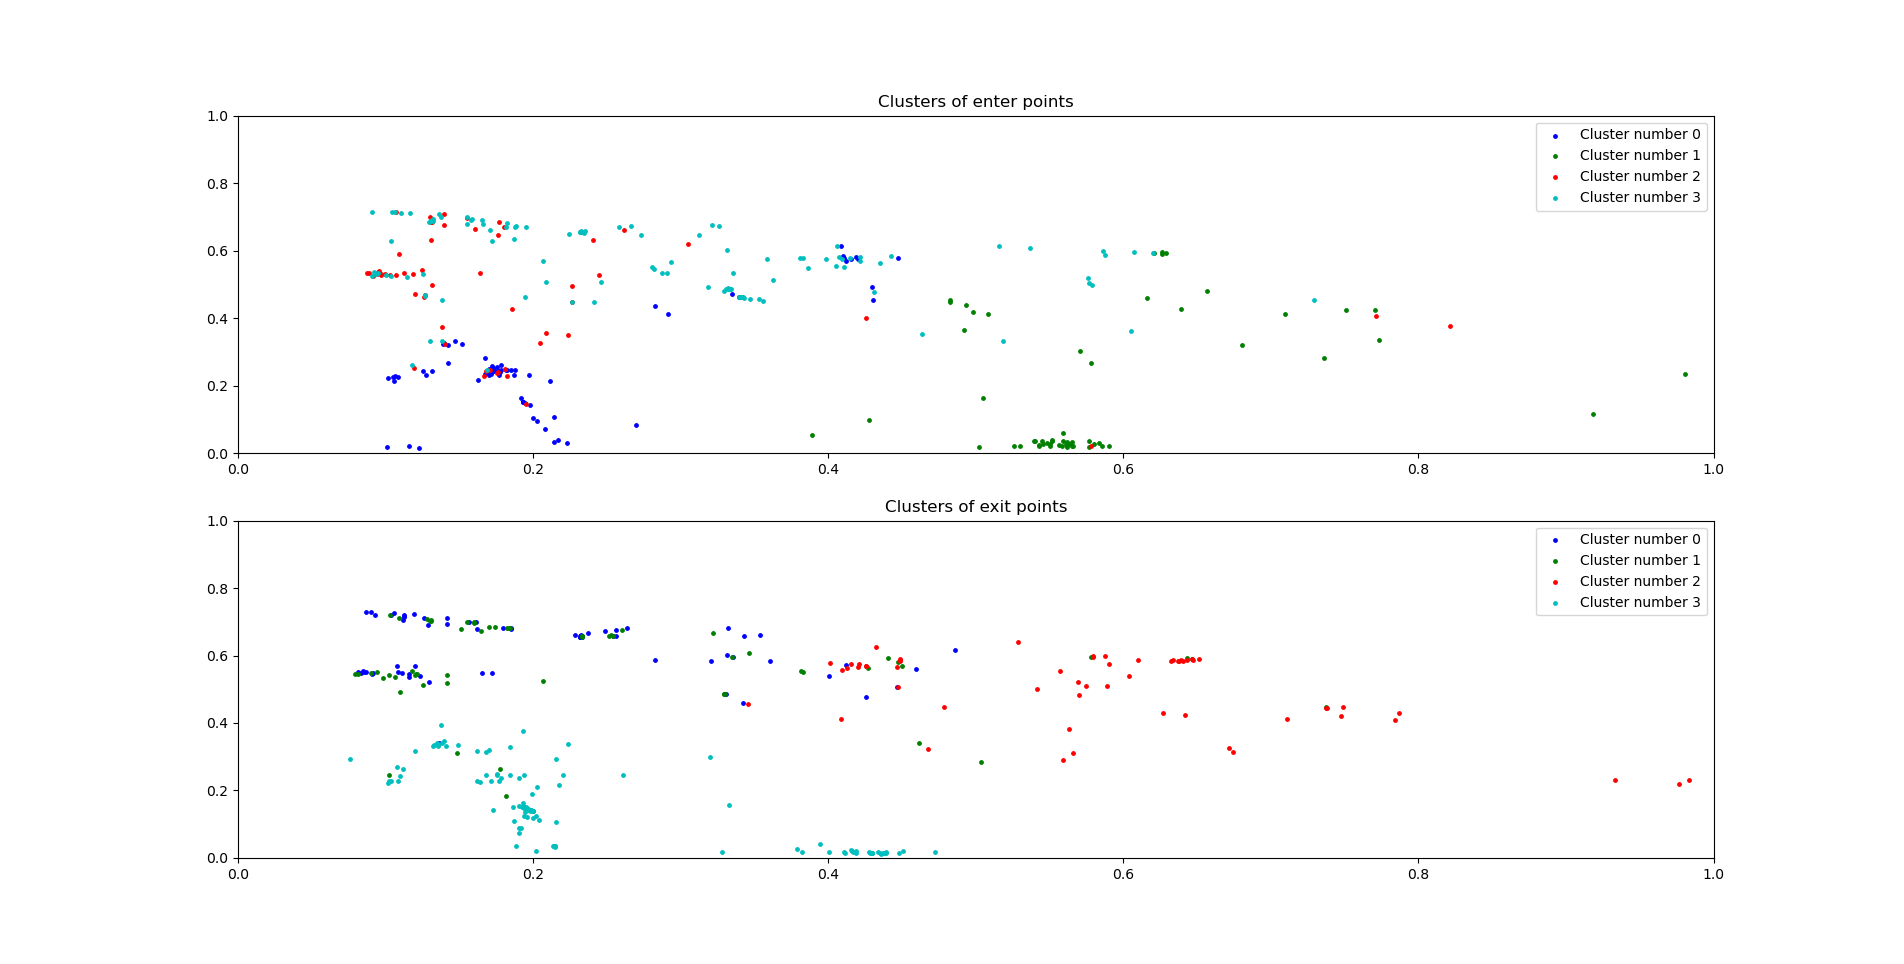 Clusters of enter points
1.0
0.8
0.6
0.4
0.2
0.0
0.0 0.2 0.4 0.6 0.8 1.0
Cluster number 0
Cluster number 1
Cluster number 2
Cluster number 3
Clusters of exit points
1.0
0.8
0.6
0.4
0.2
0.0
0.0 0.2 0.4 0.6 0.8 1.0
Cluster number 0
Cluster number 1
Cluster number 2
Cluster number 3